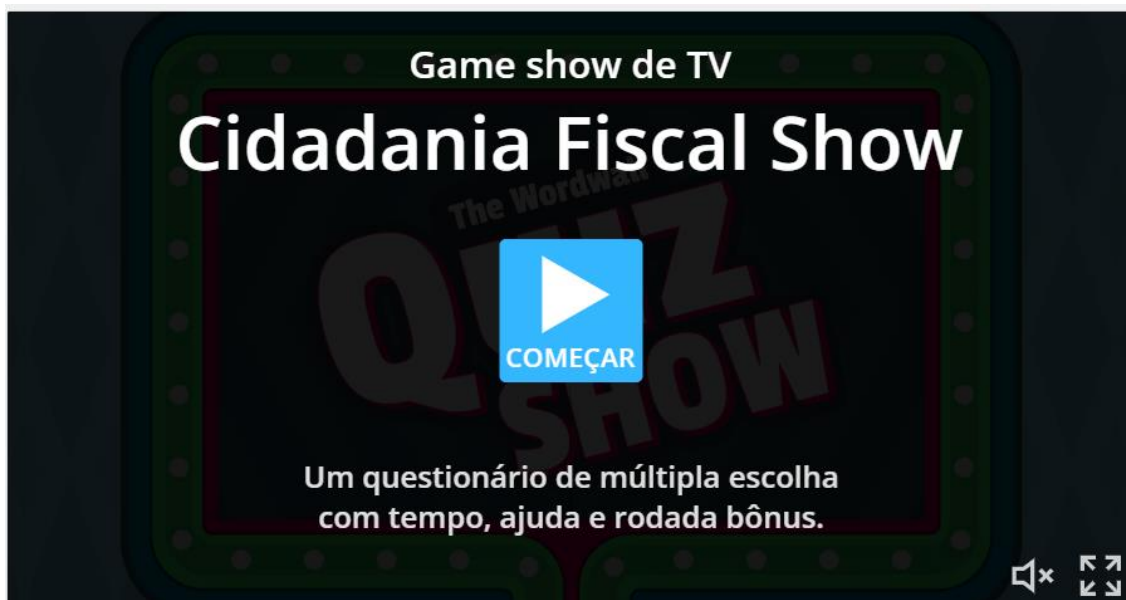 Game show de TV
Cidadania Fiscal Show
The Wordwall
QUIZ
SHOW
COMEÇAR
Um questionário de múltipla escolha
com tempo, ajuda e rodada bônus.